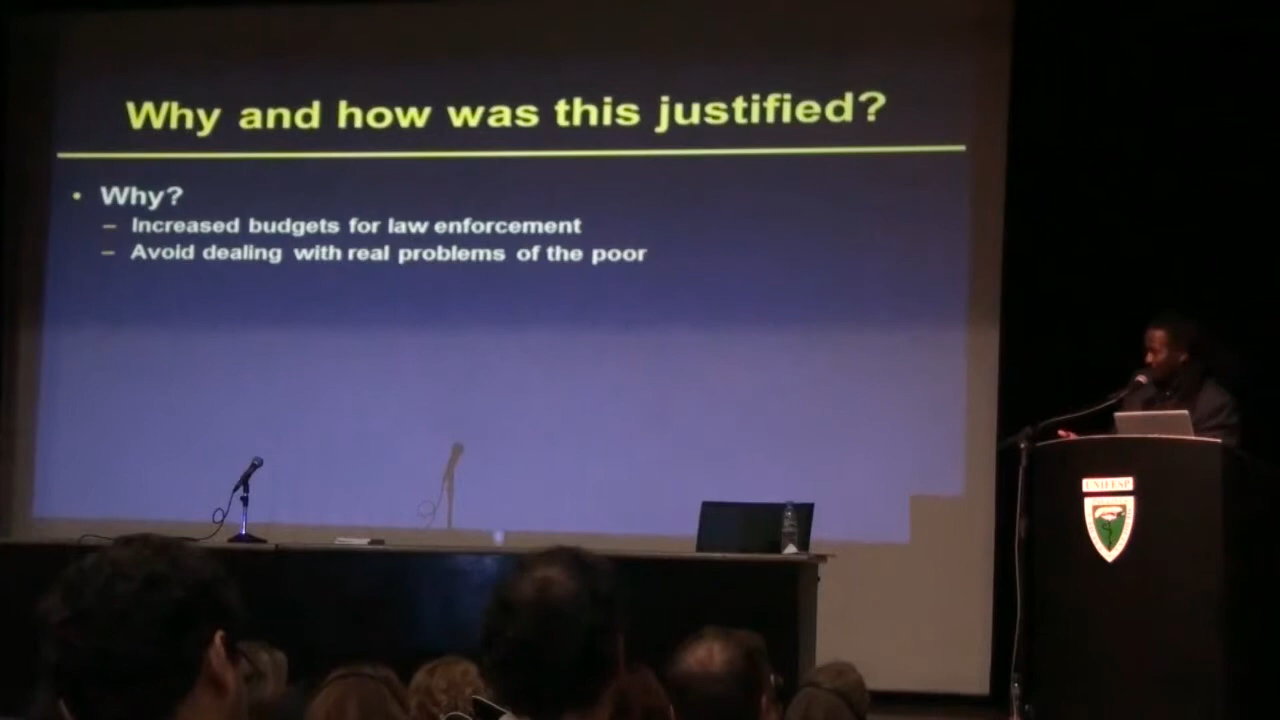 Why and how was this justified?
• Why?
– Increased budgets for law enforcement
– Avoid dealing with real problems of the poor
UNIFESP